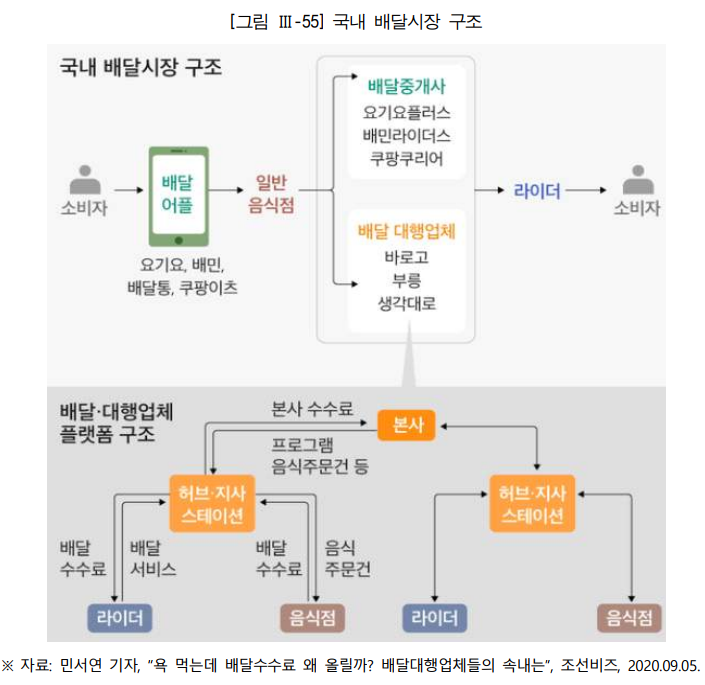 [그림 Ⅲ-55] 국내 배달시장 구조
국내 배달시장 구조
소비자
배달
어플
요기요, 배민,
배달통, 쿠팡이츠
일반
음식점
배달중개사
요기요플러스
배민라이더스
쿠팡쿠리어
배달 대행업체
바로고
부릉
생각대로
라이더
소비자
배달·대행업체
플랫폼 구조
본사 수수료
본사
프로그램
음식주문건 등
허브·지사
스테이션
배달
수수료
배달
서비스
배달
수수료
음식
주문건
라이더
음식점
허브·지사
스테이션
라이더
음식점
※ 자료: 민서연 기자, “욕 먹는데 배달수수료 왜 올릴까? 배달대행업체들의 속내는”, 조선비즈, 2020.09.05.